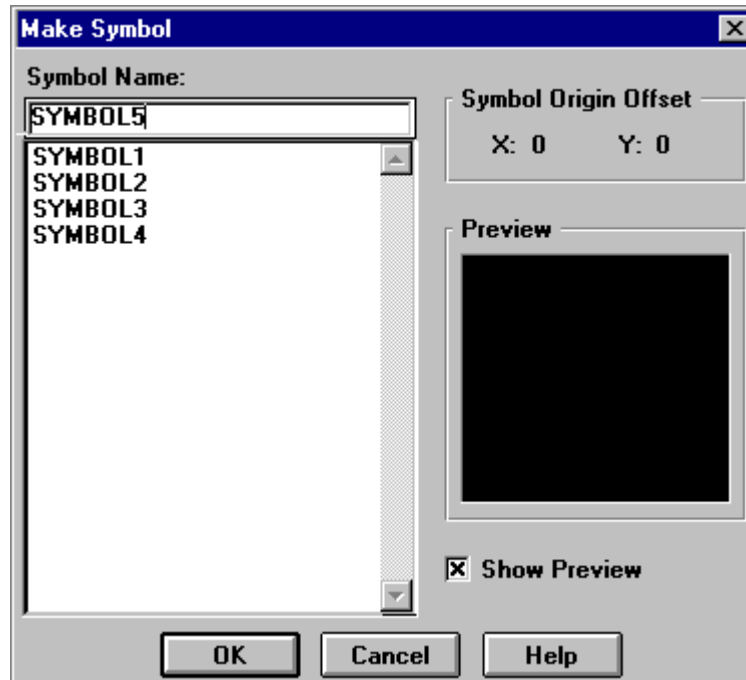 Make Symbol
Symbol Name:
SYMBOL5
SYMBOL1
SYMBOL2
SYMBOL3
SYMBOL4
Symbol Origin Offset
X: 0 Y: 0
Preview
Show Preview
OK Cancel Help